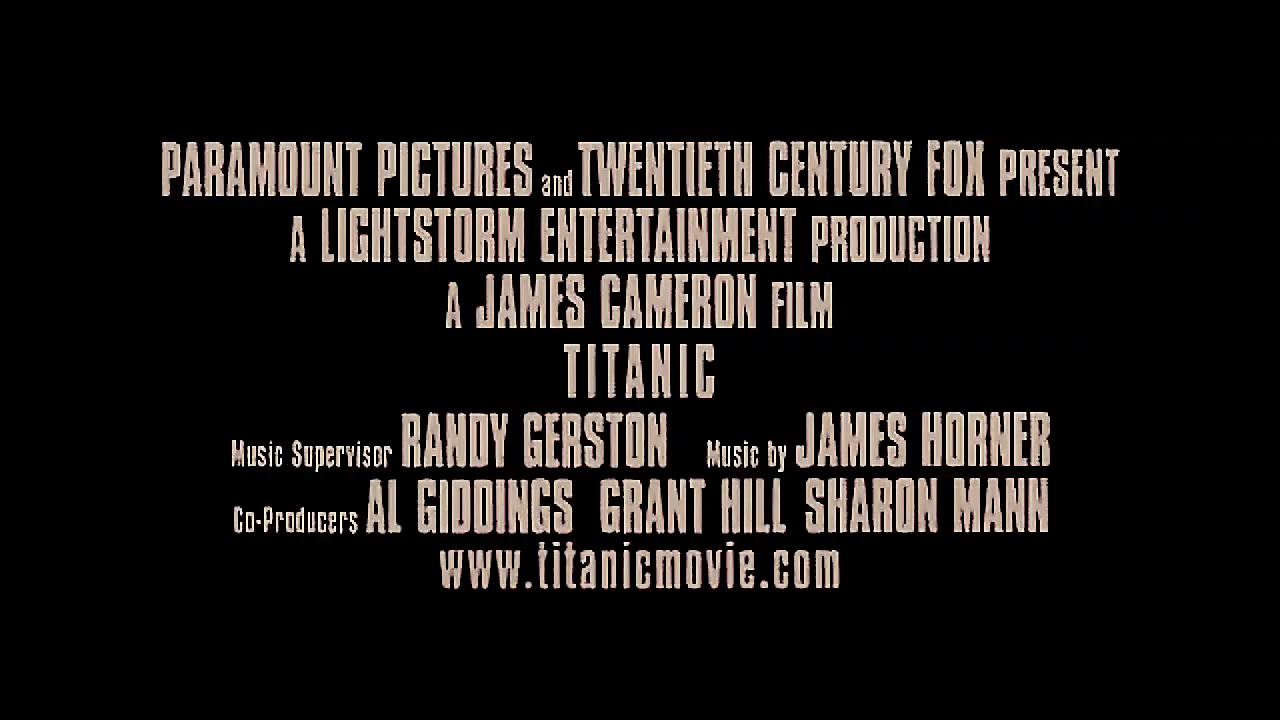 PARAMOUNT PICTURES and TWENTIETH CENTURY FOX PRESENT
A LIGHTSTORM ENTERTAINMENT PRODUCTION
A JAMES CAMERON FILM
TITANIC
Music Supervisor RANDY GERSTON Music by JAMES HORNER
Co-Producers AL GIDDINGS GRANT HILL SHARON MANN
www.titanicmovie.com